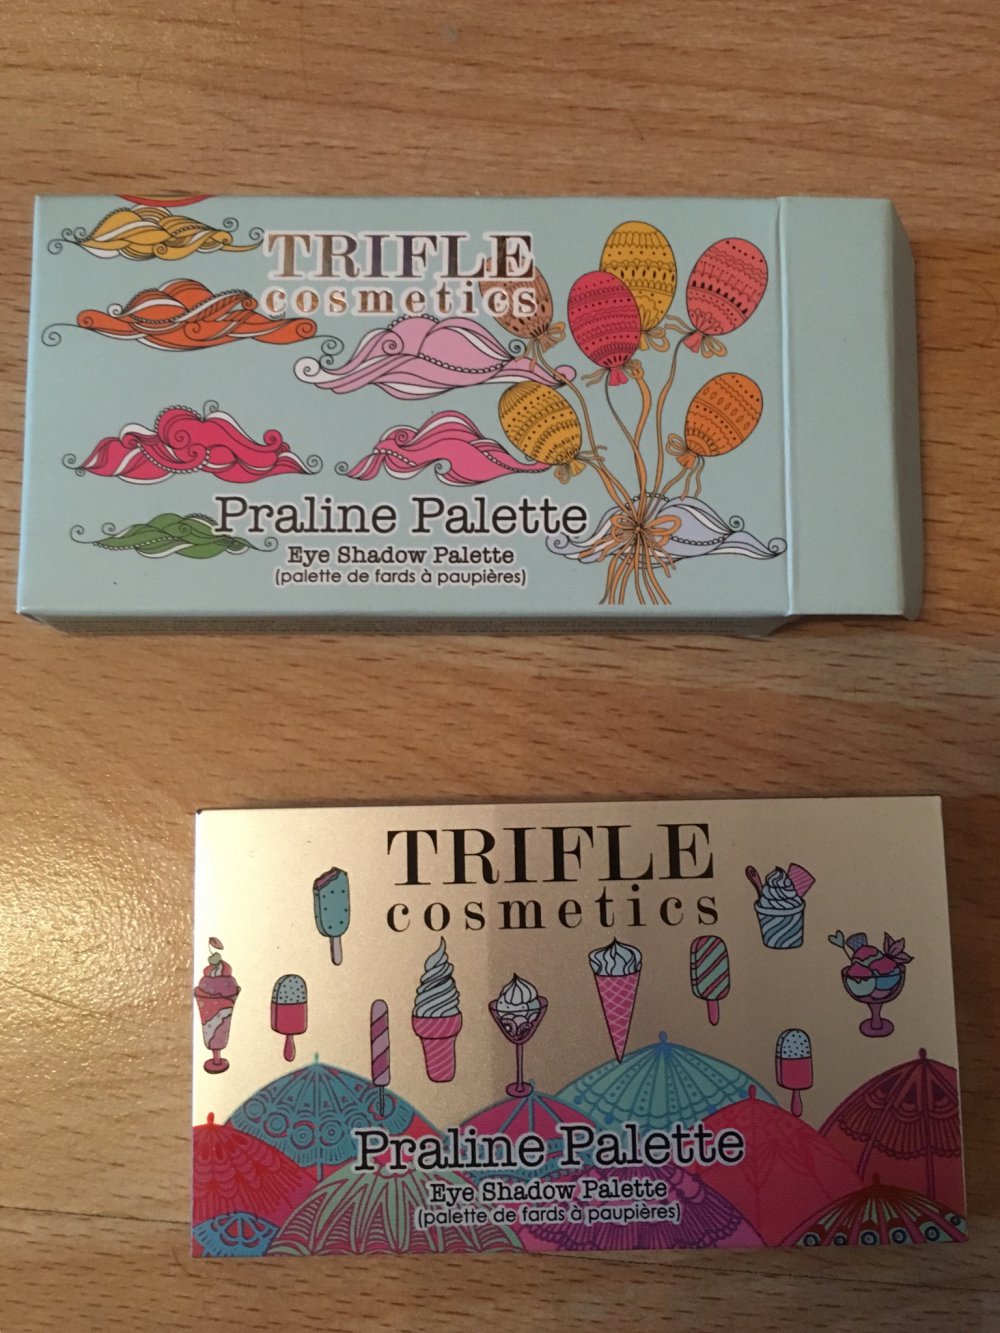 TRIFLE
cosmetics
Praline Palette
Eye Shadow Palette
(palette de fards à paupières)
TRIFLE
cosmetics
Praline Palette
Eye Shadow Palette
(palette de fards à paupières)